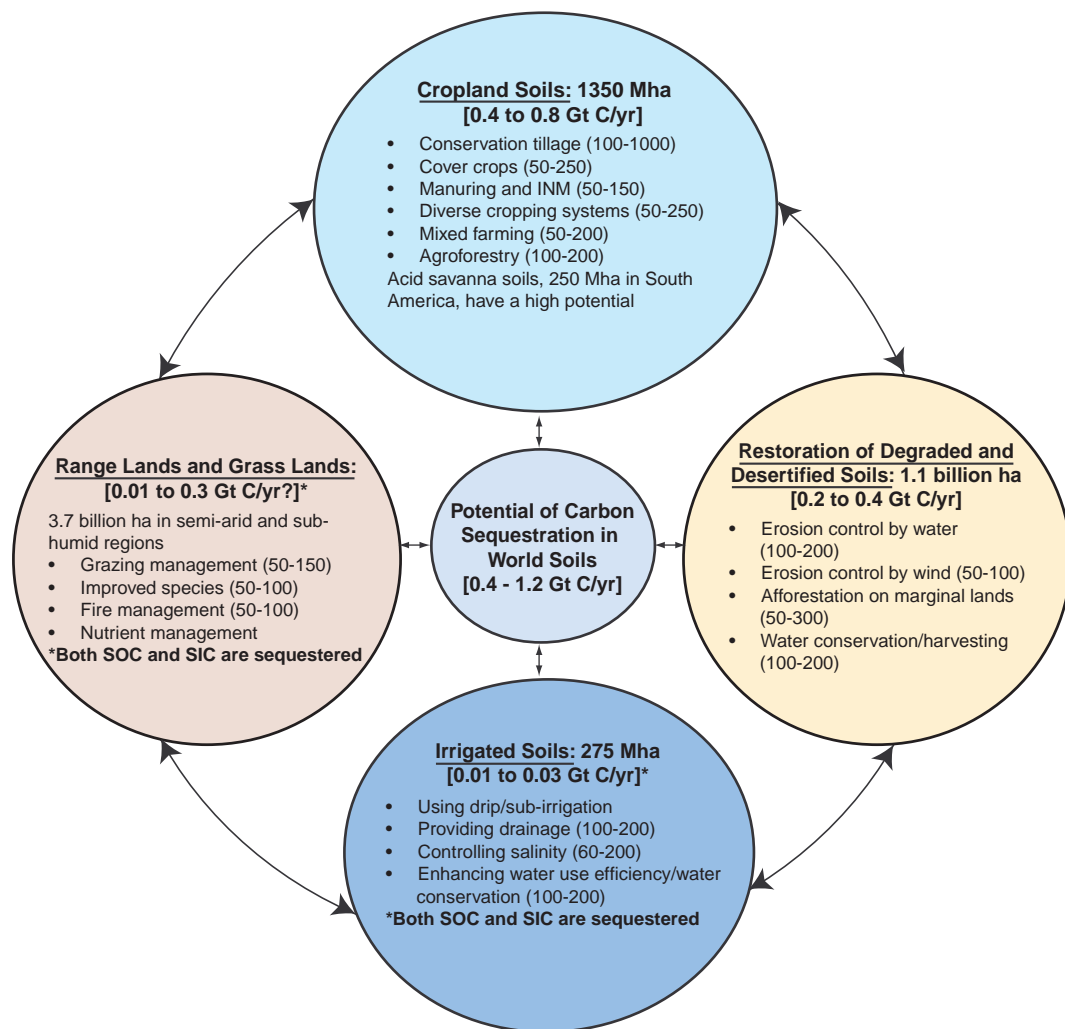 Cropland Soils: 1350 Mha
[0.4 to 0.8 Gt C/yr]
• Conservation tillage (100-1000)
• Cover crops (50-250)
• Manuring and INM (50-150)
• Diverse cropping systems (50-250)
• Mixed farming (50-200)
• Agroforestry (100-200)
Acid savanna soils, 250 Mha in South
America, have a high potential
Range Lands and Grass Lands:
[0.01 to 0.3 Gt C/yr?]*
3.7 billion ha in semi-arid and sub-
humid regions
• Grazing management (50-150)
• Improved species (50-100)
• Fire management (50-100)
• Nutrient management
*Both SOC and SIC are sequestered
Potential of Carbon
Sequestration in
World Soils
[0.4 - 1.2 Gt C/yr]
Restoration of Degraded and
Desertified Soils: 1.1 billion ha
[0.2 to 0.4 Gt C/yr]
• Erosion control by water
(100-200)
• Erosion control by wind (50-100)
• Afforestation on marginal lands
(50-300)
• Water conservation/harvesting
(100-200)
Irrigated Soils: 275 Mha
[0.01 to 0.03 Gt C/yr]*
• Using drip/sub-irrigation
• Providing drainage (100-200)
• Controlling salinity (60-200)
• Enhancing water use efficiency/water
conservation (100-200)
*Both SOC and SIC are sequestered